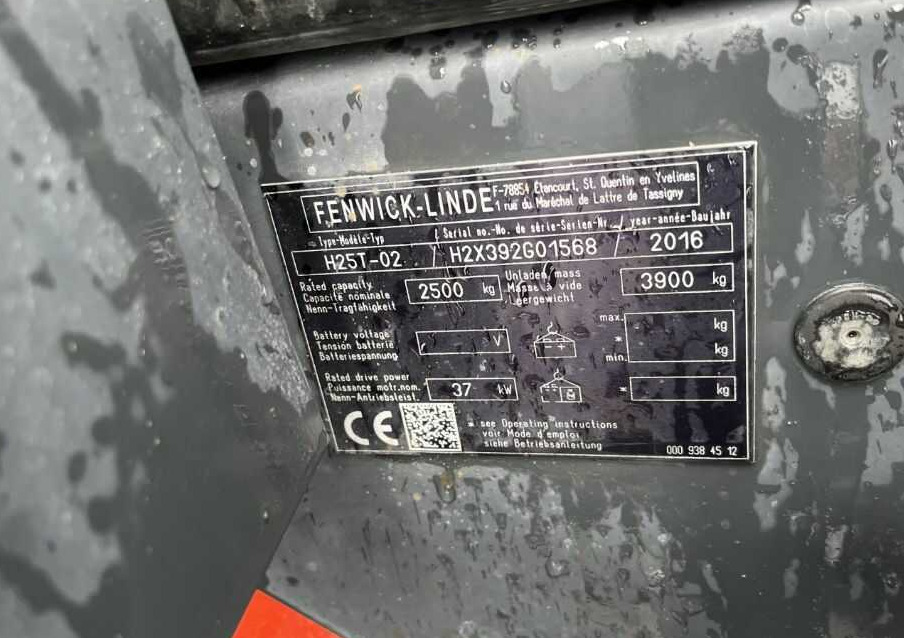 FENWICK-LINDE
F-78854 Elancourt, St. Quentin en Yvelines
1 rue du Maréchal de Lattre de Tassigny
Type-Modèle-Typ / Serial no.-No. de série-Serien-Nr. / year-année-Baujahr
H25T-02 / H2X392G01568 / 2016
Rated capacity
Capacité nominale
Nenn-Tragfähigkeit
2500 kg
Unladen mass
Masse à vide
Leergewicht
3900 kg
Battery voltage
Tension batterie
Batteriespannung
V
max. kg
*
min. kg
Rated drive power
Puissance motr.nom.
Nenn-Antriebsleist.
37 kW
* kg
CE
* see Operating instructions
voir Mode d'emploi
siehe Betriebsanleitung
000 938 45 12